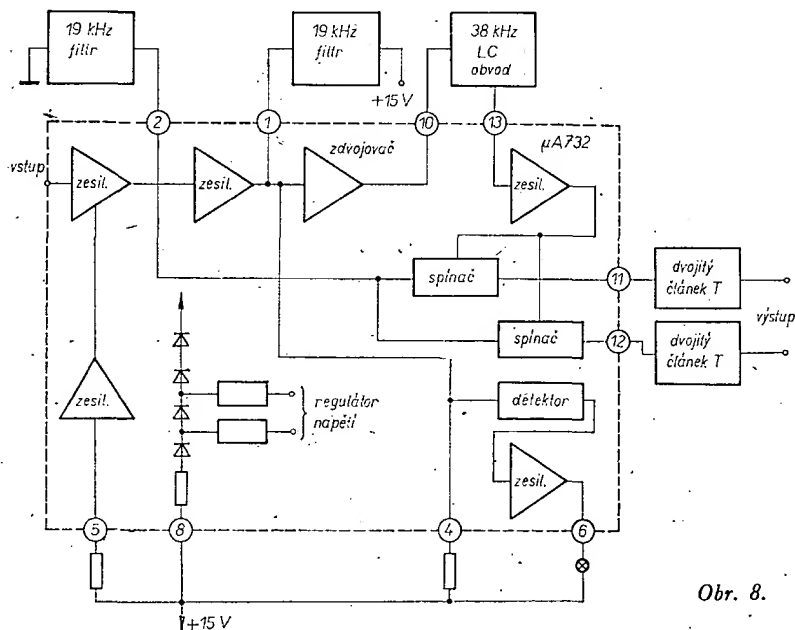 19 kHz
filtr
19 kHz
filtr
38 kHz
LC
obvod
+15 V
2
1
10
13
μA732
vstup
zesil.
zesil.
zdvojovač
zesil.
spínač
11
dvojitý
článek T
výstup
spínač
12
dvojitý
článek T
zesil.
regulátor
napětí
détektor
zesil.
5
8
4
6
+15 V
Obr. 8.